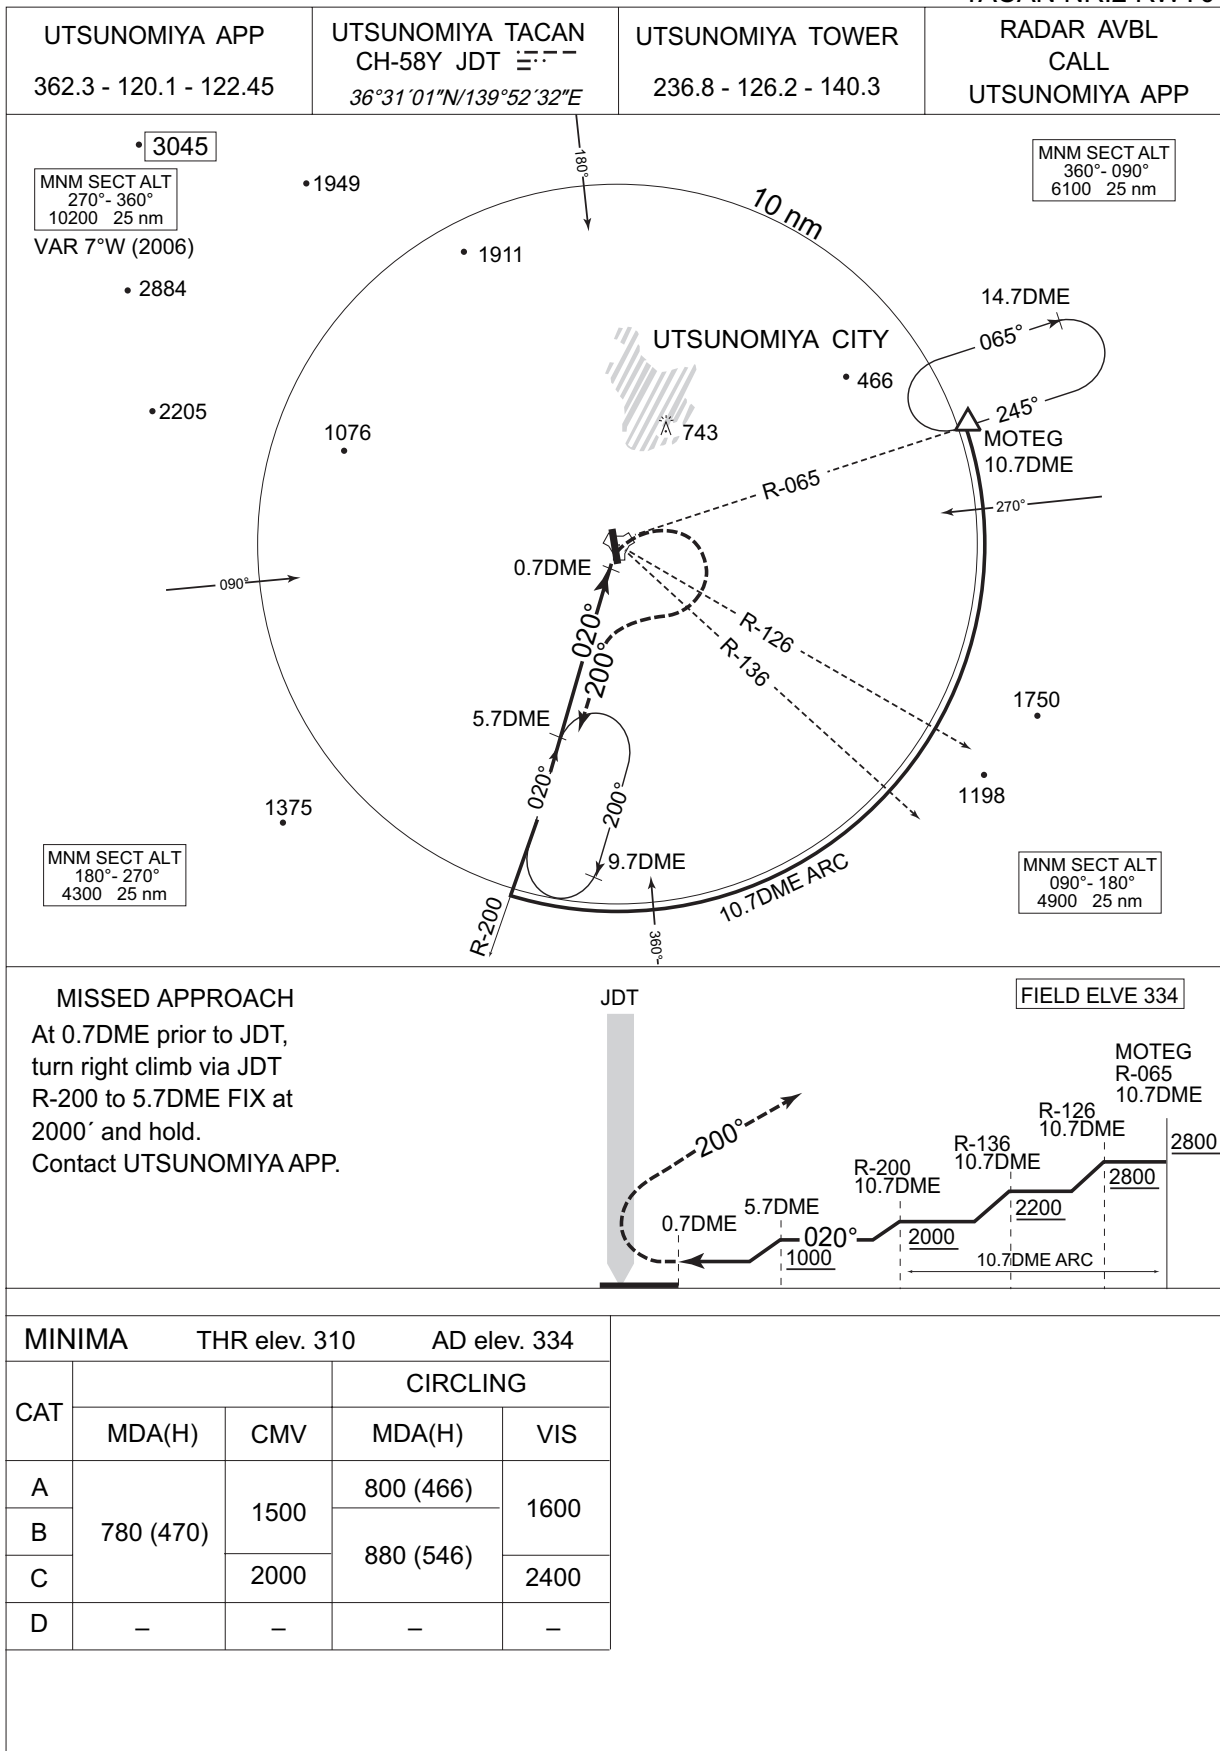 UTSUNOMIYA APP
362.3 - 120.1 - 122.45
UTSUNOMIYA TACAN
CH-58Y JDT
36°31´01"N/139°52´32"E
UTSUNOMIYA TOWER
236.8 - 126.2 - 140.3
RADAR AVBL
CALL
UTSUNOMIYA APP
3045
MNM SECT ALT
270°- 360°
10200 25 nm
VAR 7°W (2006)
1949
180°
10 nm
MNM SECT ALT
360°- 090°
6100 25 nm
1911
2884
14.7DME
065°
UTSUNOMIYA CITY
466
2205
1076
743
245°
MOTEG
10.7DME
R-065
270°
0.7DME
090°
020°
200°
R-126
R-136
5.7DME
1750
020°
200°
1198
1375
9.7DME
10.7DME ARC
MNM SECT ALT
180°- 270°
4300 25 nm
MNM SECT ALT
090°- 180°
4900 25 nm
R-200
360°
MISSED APPROACH
At 0.7DME prior to JDT,
turn right climb via JDT
R-200 to 5.7DME FIX at
2000´ and hold.
Contact UTSUNOMIYA APP.
JDT
FIELD ELVE 334
MOTEG
R-065
10.7DME
R-126
10.7DME
R-136
10.7DME
R-200
10.7DME
5.7DME
0.7DME
200°
020°
1000
2000
2200
2800
2800
10.7DME ARC
MINIMA THR elev. 310 AD elev. 334
CAT
CIRCLING
MDA(H) CMV MDA(H) VIS
A 780 (470) 1500 800 (466) 1600
B 880 (546)
C 2000 2400
D – – – –